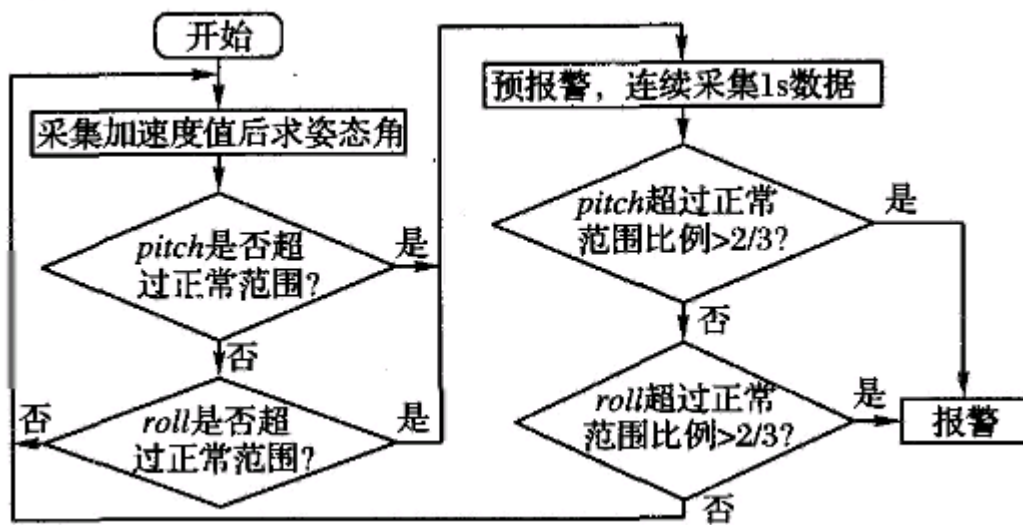 开始
采集加速度值后求姿态角
pitch是否超
过正常范围?
是
否
roll是否超
过正常范围?
是
否
预报警，连续采集1s数据
pitch超过正常
范围比例>2/3?
是
否
roll超过正常
范围比例>2/3?
是
否
报警